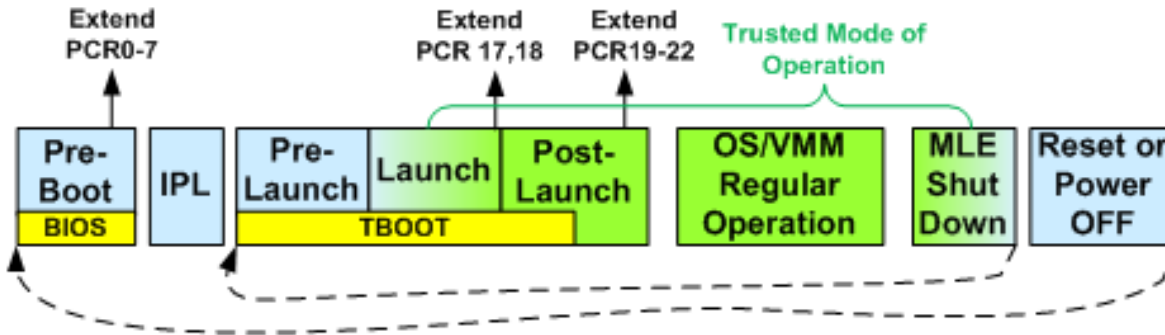 Extend
PCR0-7
Extend
PCR 17,18
Extend
PCR19-22
Trusted Mode of
Operation
Pre-
Boot
BIOS
IPL
Pre-
Launch
Launch
Post-
Launch
TBOOT
OS/VMM
Regular
Operation
MLE
Shut
Down
Reset or
Power
OFF